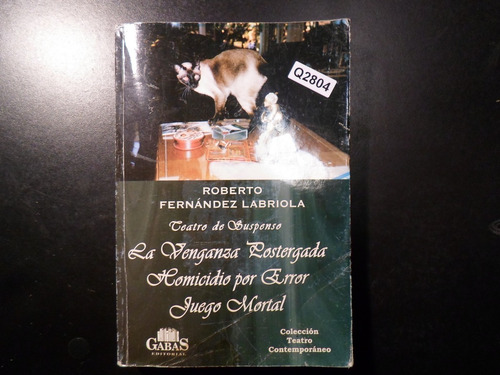 Q2804
ROBERTO
FERNÁNDEZ LABRIOLA
Teatro de Suspenso
La Venganza Postergada
Homicidio por Error
Juego Mortal
GABAS
EDITORIAL
Colección
Teatro
Contemporáneo